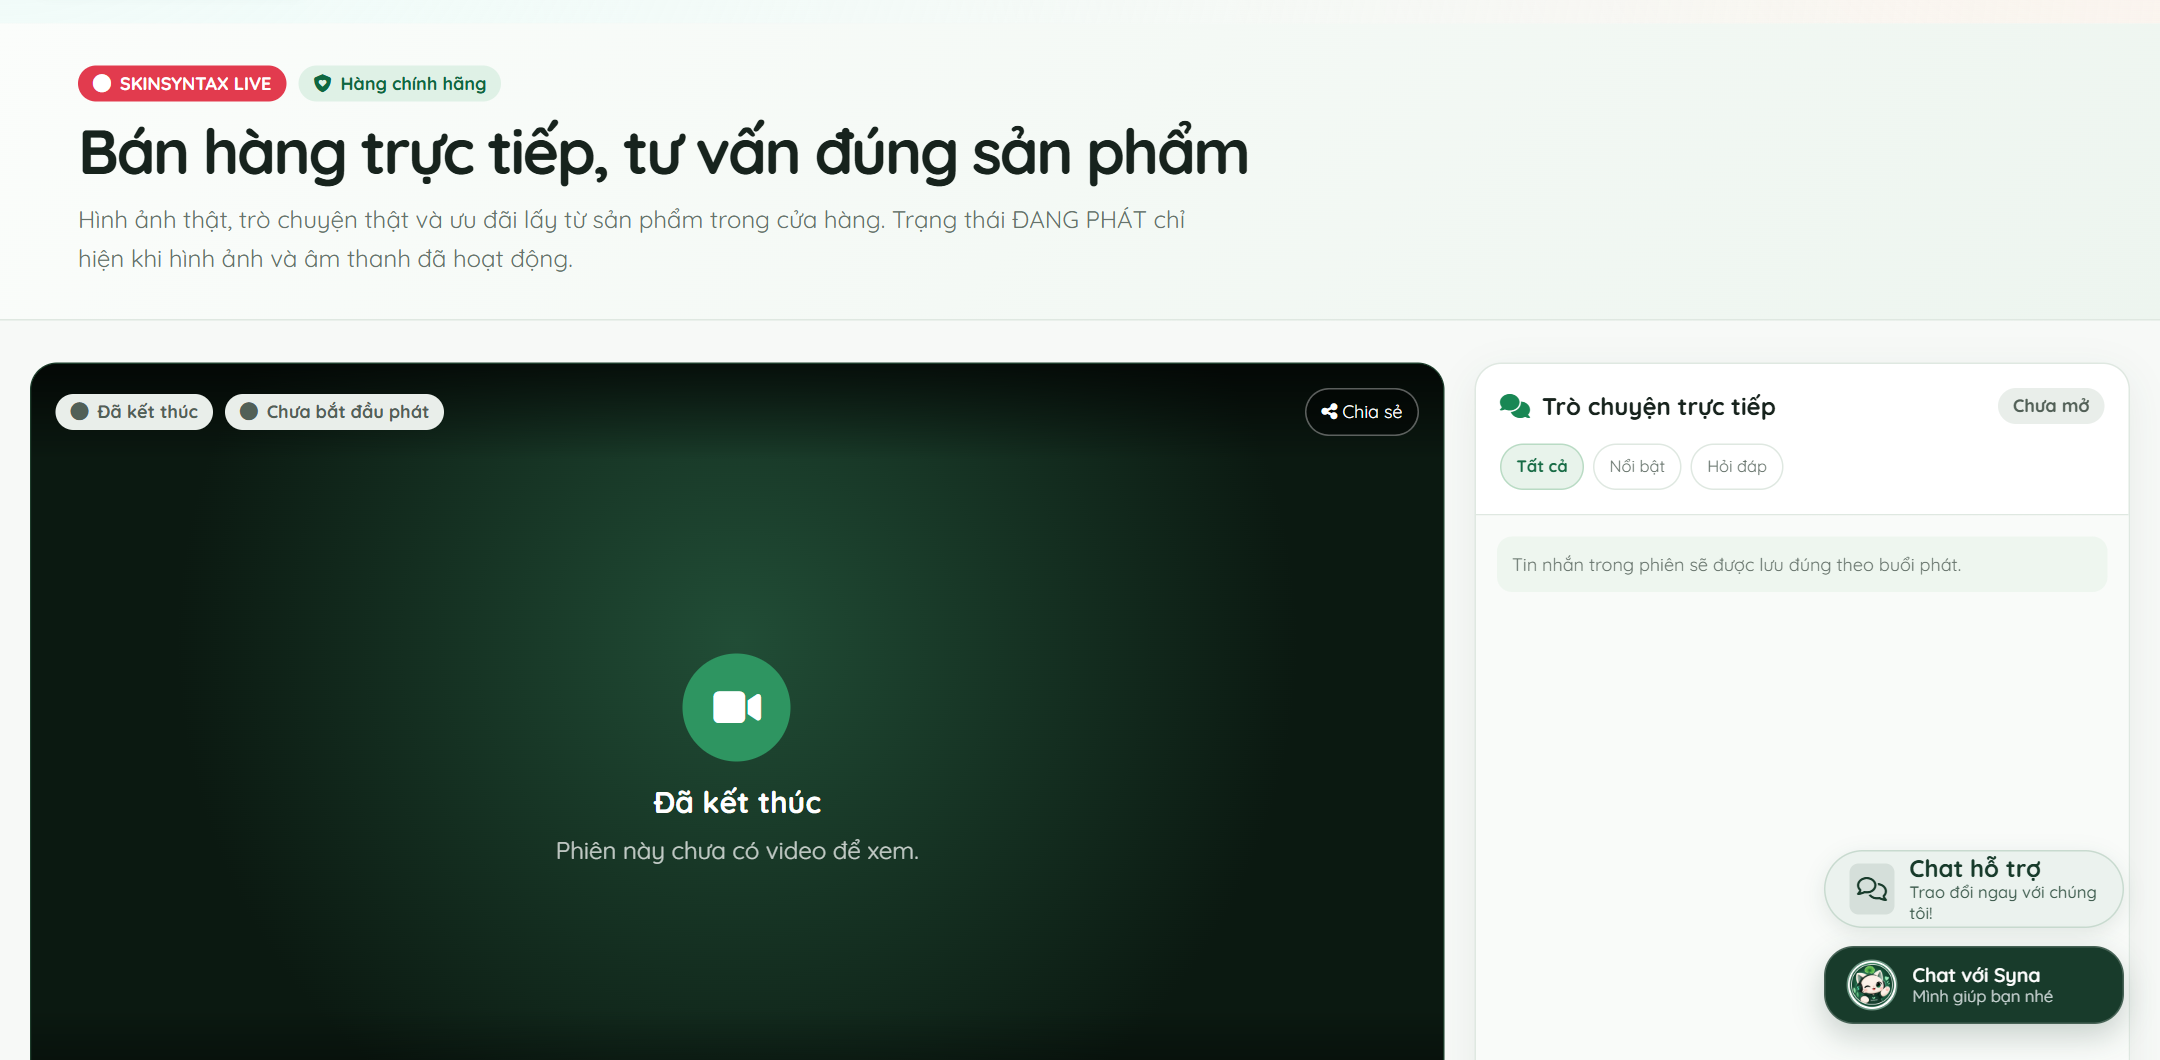 SKINSYNTAX LIVE
Hàng chính hãng
Bán hàng trực tiếp, tư vấn đúng sản phẩm
Hình ảnh thật, trò chuyện thật và ưu đãi lấy từ sản phẩm trong cửa hàng. Trạng thái ĐANG PHÁT chỉ
hiện khi hình ảnh và âm thanh đã hoạt động.
Đã kết thúc
Chưa bắt đầu phát
Chia sẻ
Đã kết thúc
Phiên này chưa có video để xem.
Trò chuyện trực tiếp
Chưa mở
Tất cả
Nổi bật
Hỏi đáp
Tin nhắn trong phiên sẽ được lưu đúng theo buổi phát.
Chat hỗ trợ
Trao đổi ngay với chúng
tôi!
Chat với Syna
Mình giúp bạn nhé